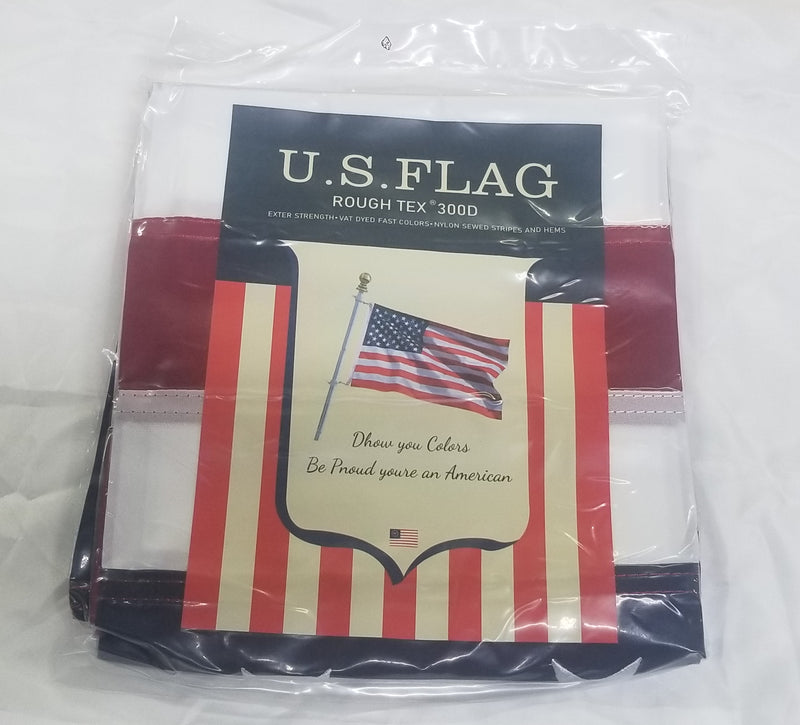 U.S.FLAG
ROUGH TEX ®300D
EXTER STRENGTH•VAT DYED FAST COLORS•NYLON SEWED STRIPES AND HEMS
Dhow you Colors
Be Pnoud youre an American